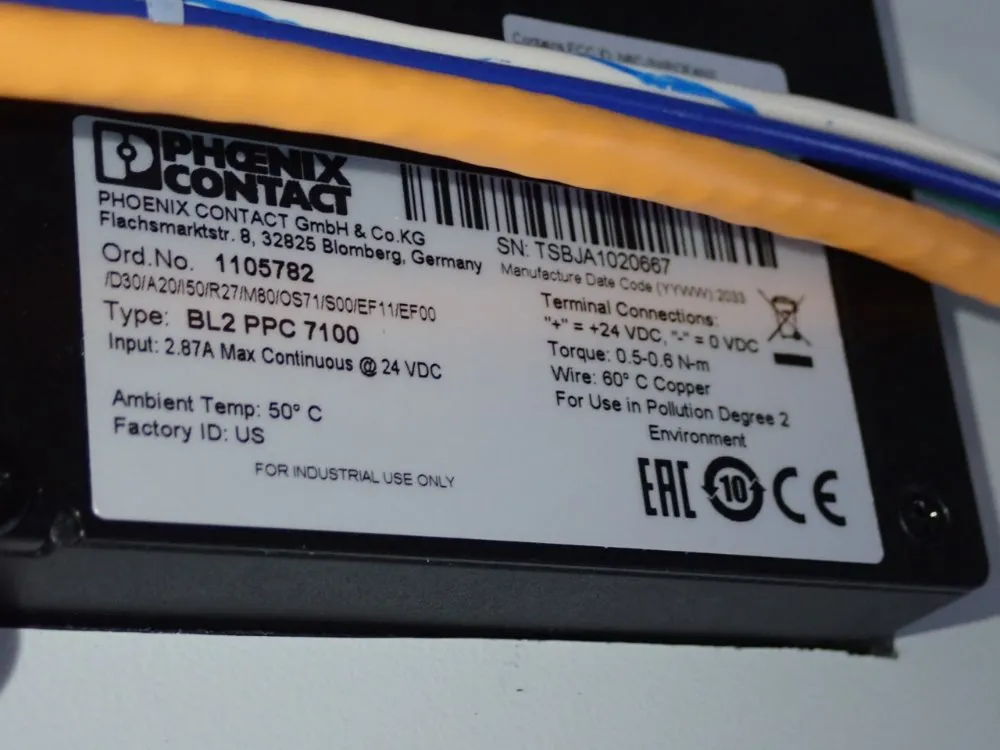 Contains FCC ID:
PHOENIX
CONTACT
PHOENIX CONTACT GmbH & Co.KG
Flachsmarktstr. 8, 32825 Blomberg, Germany
Ord.No. 1105782
/D30/A20/I50/R27/M80/OS71/S00/EF11/EF00
Type: BL2 PPC 7100
Input: 2.87A Max Continuous @ 24 VDC
Ambient Temp: 50° C
Factory ID: US
FOR INDUSTRIAL USE ONLY
SN: TSBJA1020667
Manufacture Date Code (YYWW) 2033
Terminal Connections:
"+" = +24 VDC, "-" = 0 VDC
Torque: 0.5-0.6 N-m
Wire: 60° C Copper
For Use in Pollution Degree 2
Environment
EAC 10 CE